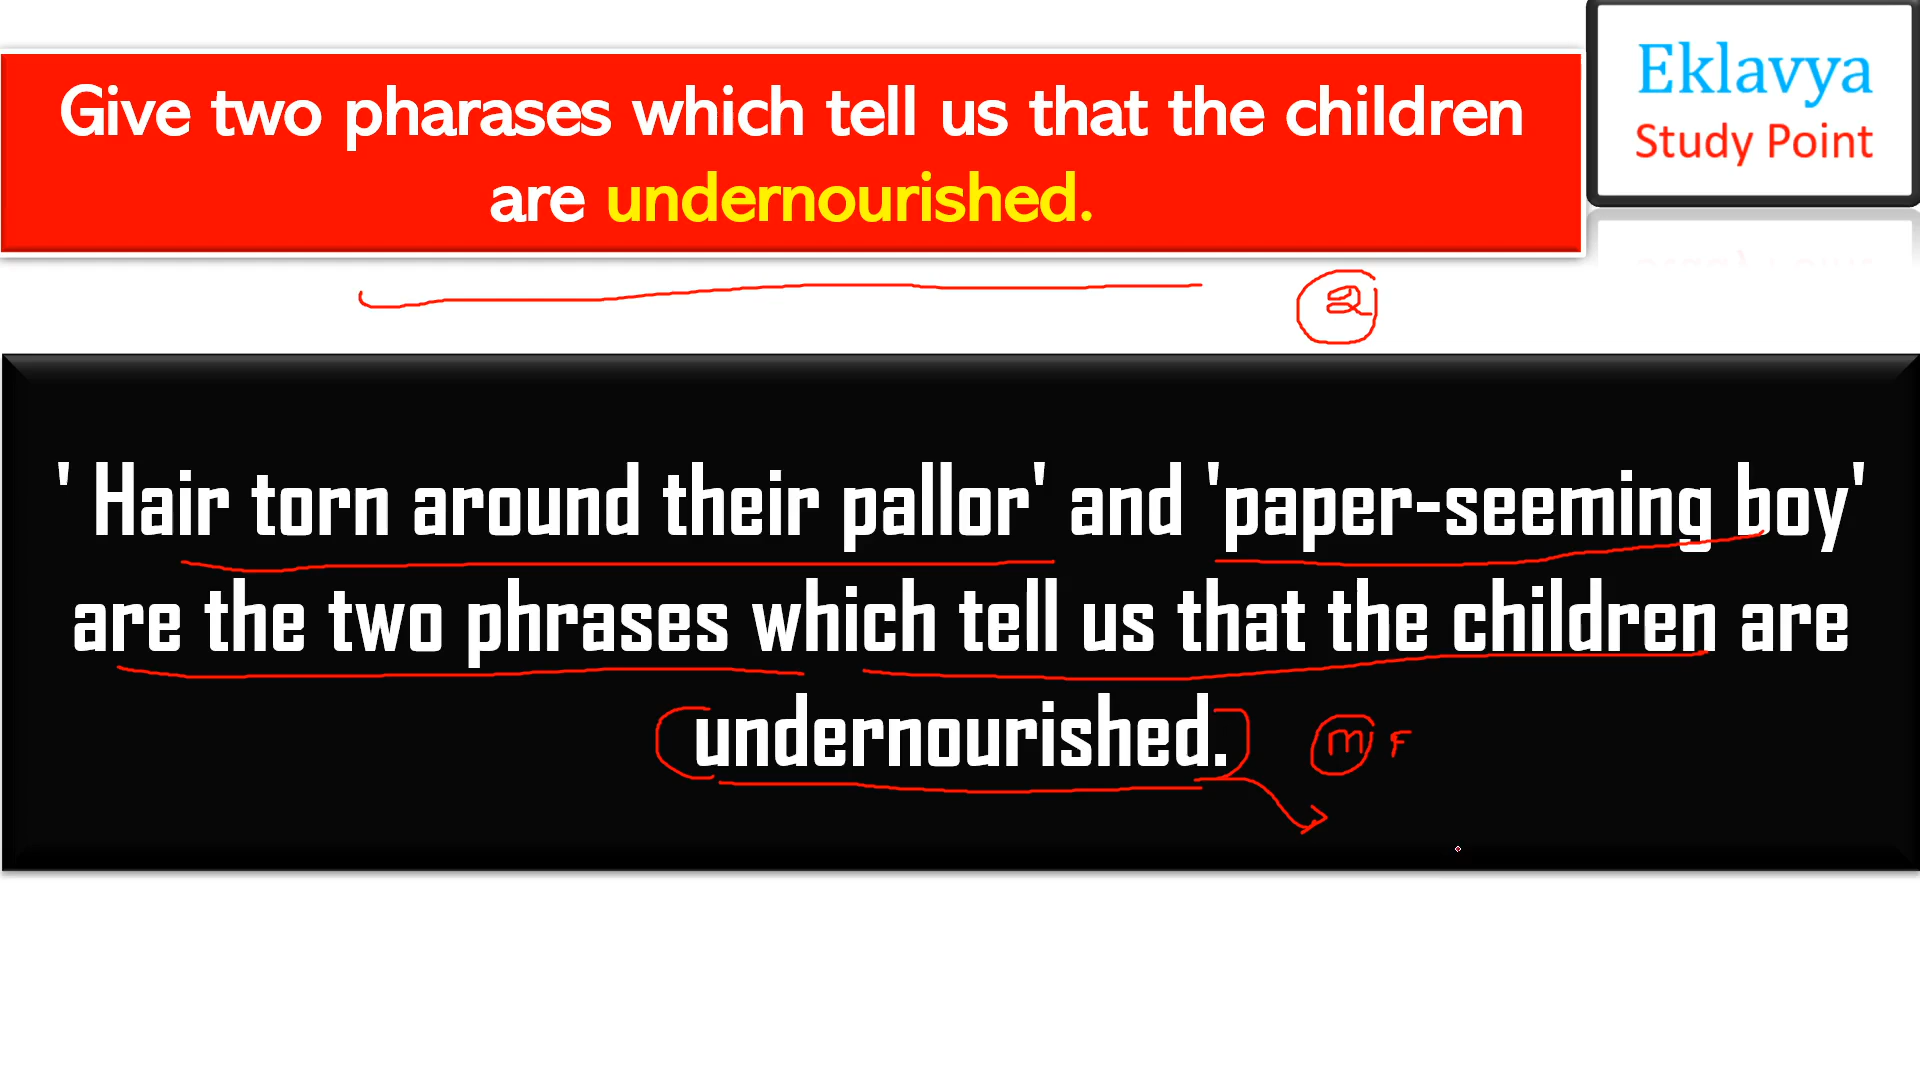 Eklavya
Study Point
Give two pharases which tell us that the children
are undernourished.
2
' Hair torn around their pallor' and 'paper-seeming boy'
are the two phrases which tell us that the children are
undernourished.
m F